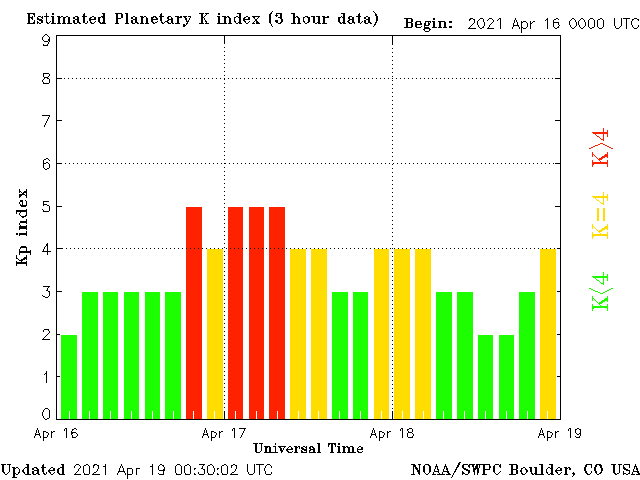 Estimated Planetary K index (3 hour data)
Begin: 2021 Apr 16 0000 UTC
9
8
7
6
5
4
3
2
1
0
Kp index
K>4
K=4
K<4
Apr 16
Apr 17
Apr 18
Apr 19
Universal Time
Updated 2021 Apr 19 00:30:02 UTC
NOAA/SWPC Boulder, CO USA